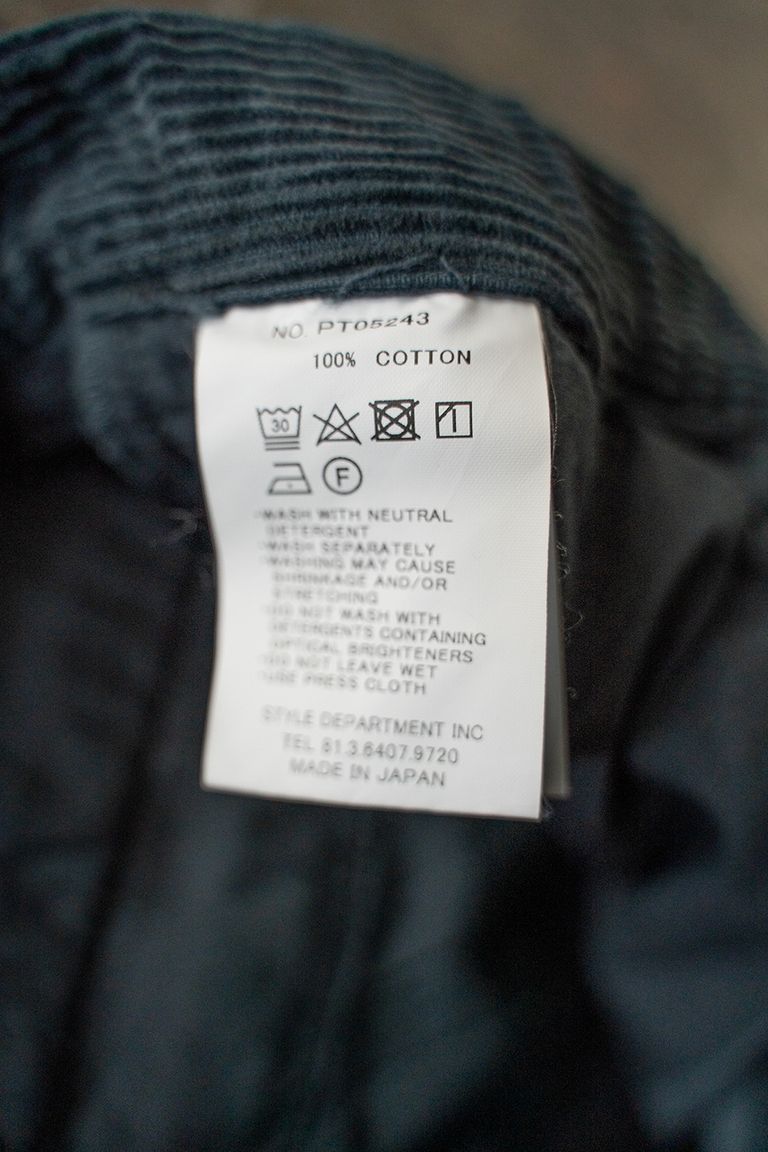 NO. PT05243
100% COTTON
30
F
・WASH WITH NEUTRAL
DETERGENT
・WASH SEPARATELY
・WASHING MAY CAUSE
SHRINKAGE AND/OR
STRETCHING
・DO NOT WASH WITH
DETERGENTS CONTAINING
OPTICAL BRIGHTENERS
・DO NOT LEAVE WET
・USE PRESS CLOTH
STYLE DEPARTMENT INC
TEL 81.3.6407.9720
MADE IN JAPAN